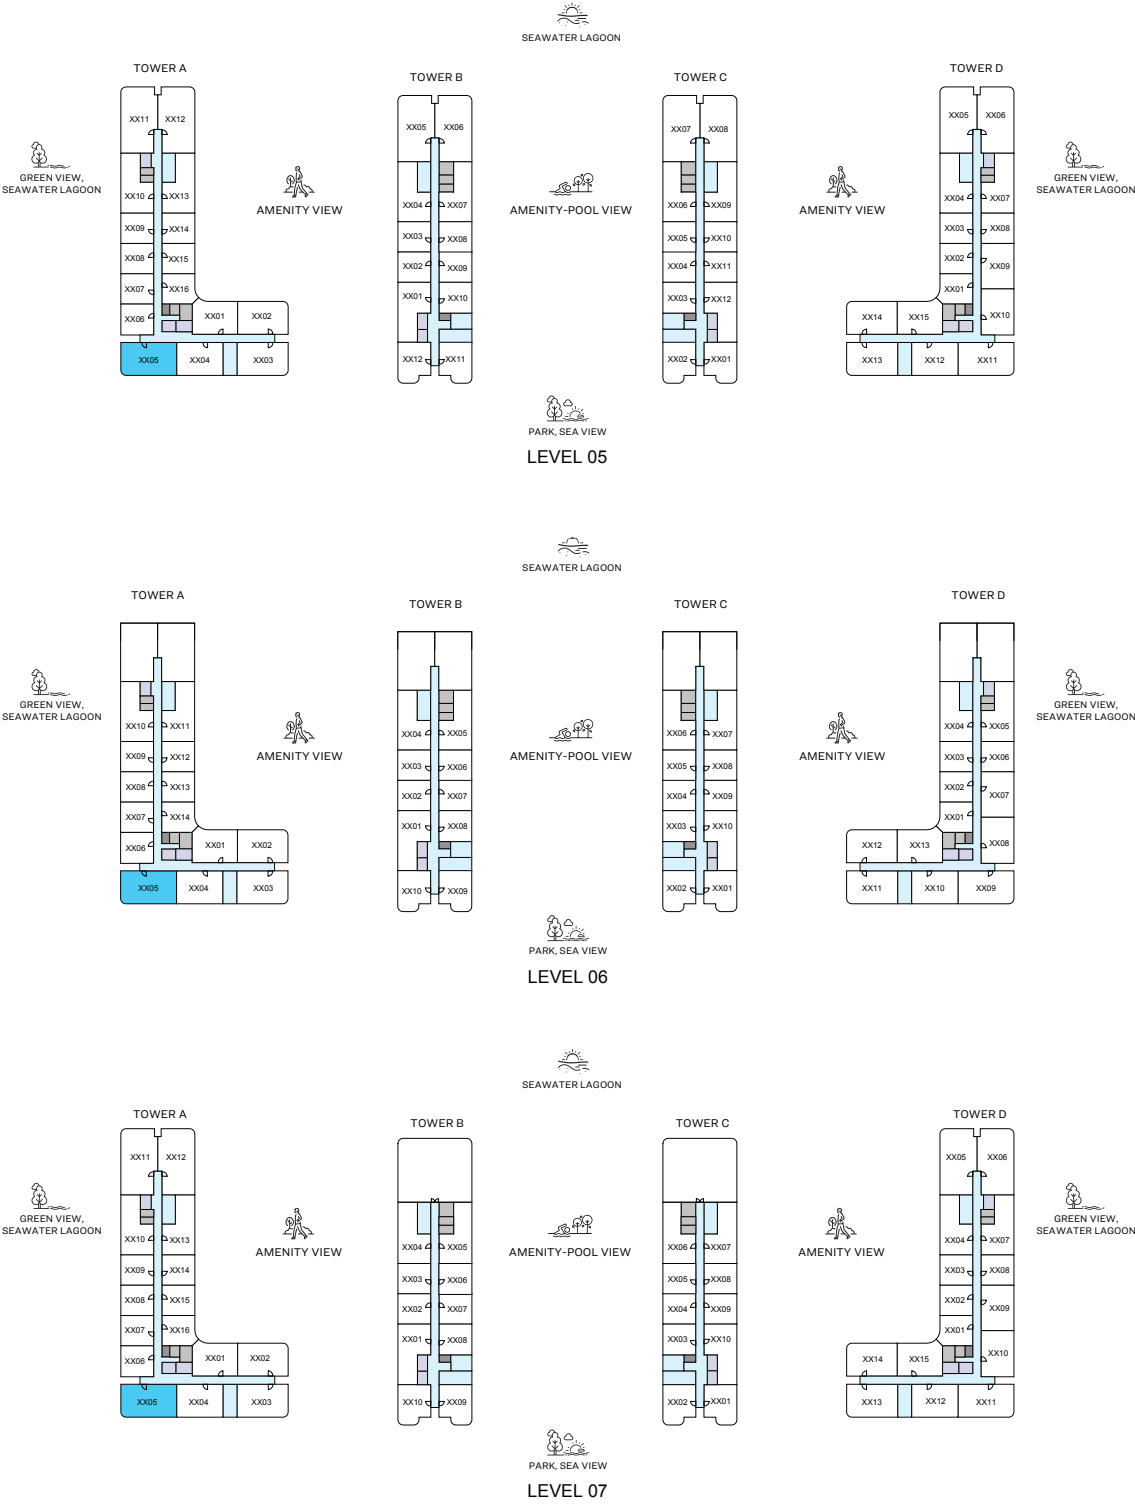 SEAWATER LAGOON
TOWER A
TOWER B
TOWER C
TOWER D
XX11 XX12
XX05 XX06
XX07 XX08
XX05 XX06
GREEN VIEW,
SEAWATER LAGOON
AMENITY VIEW
AMENITY-POOL VIEW
AMENITY VIEW
GREEN VIEW,
SEAWATER LAGOON
XX10 XX13
XX04 XX07
XX06 XX09
XX04 XX07
XX09 XX14
XX03 XX08
XX05 XX10
XX03 XX08
XX08 XX15
XX02 XX09
XX04 XX11
XX02 XX09
XX07 XX16
XX01 XX10
XX03 XX12
XX01
XX06 XX01 XX02
XX14 XX15 XX10
XX05 XX04 XX03
XX12 XX11
XX02 XX01
XX13 XX12 XX11
PARK, SEA VIEW
LEVEL 05
SEAWATER LAGOON
TOWER A
TOWER B
TOWER C
TOWER D
GREEN VIEW,
SEAWATER LAGOON
AMENITY VIEW
AMENITY-POOL VIEW
AMENITY VIEW
GREEN VIEW,
SEAWATER LAGOON
XX10 XX11
XX04 XX05
XX06 XX07
XX04 XX05
XX09 XX12
XX03 XX06
XX05 XX08
XX03 XX06
XX08 XX13
XX02 XX07
XX04 XX09
XX02 XX07
XX07 XX14
XX01 XX08
XX03 XX10
XX01
XX06 XX01 XX02
XX12 XX13 XX08
XX05 XX04 XX03
XX10 XX09
XX02 XX01
XX11 XX10 XX09
PARK, SEA VIEW
LEVEL 06
SEAWATER LAGOON
TOWER A
TOWER B
TOWER C
TOWER D
XX11 XX12
XX05 XX06
GREEN VIEW,
SEAWATER LAGOON
AMENITY VIEW
AMENITY-POOL VIEW
AMENITY VIEW
GREEN VIEW,
SEAWATER LAGOON
XX10 XX13
XX04 XX05
XX06 XX07
XX04 XX07
XX09 XX14
XX03 XX06
XX05 XX08
XX03 XX08
XX08 XX15
XX02 XX07
XX04 XX09
XX02 XX09
XX07 XX16
XX01 XX08
XX03 XX10
XX01
XX06 XX01 XX02
XX14 XX15 XX10
XX05 XX04 XX03
XX10 XX09
XX02 XX01
XX13 XX12 XX11
PARK, SEA VIEW
LEVEL 07